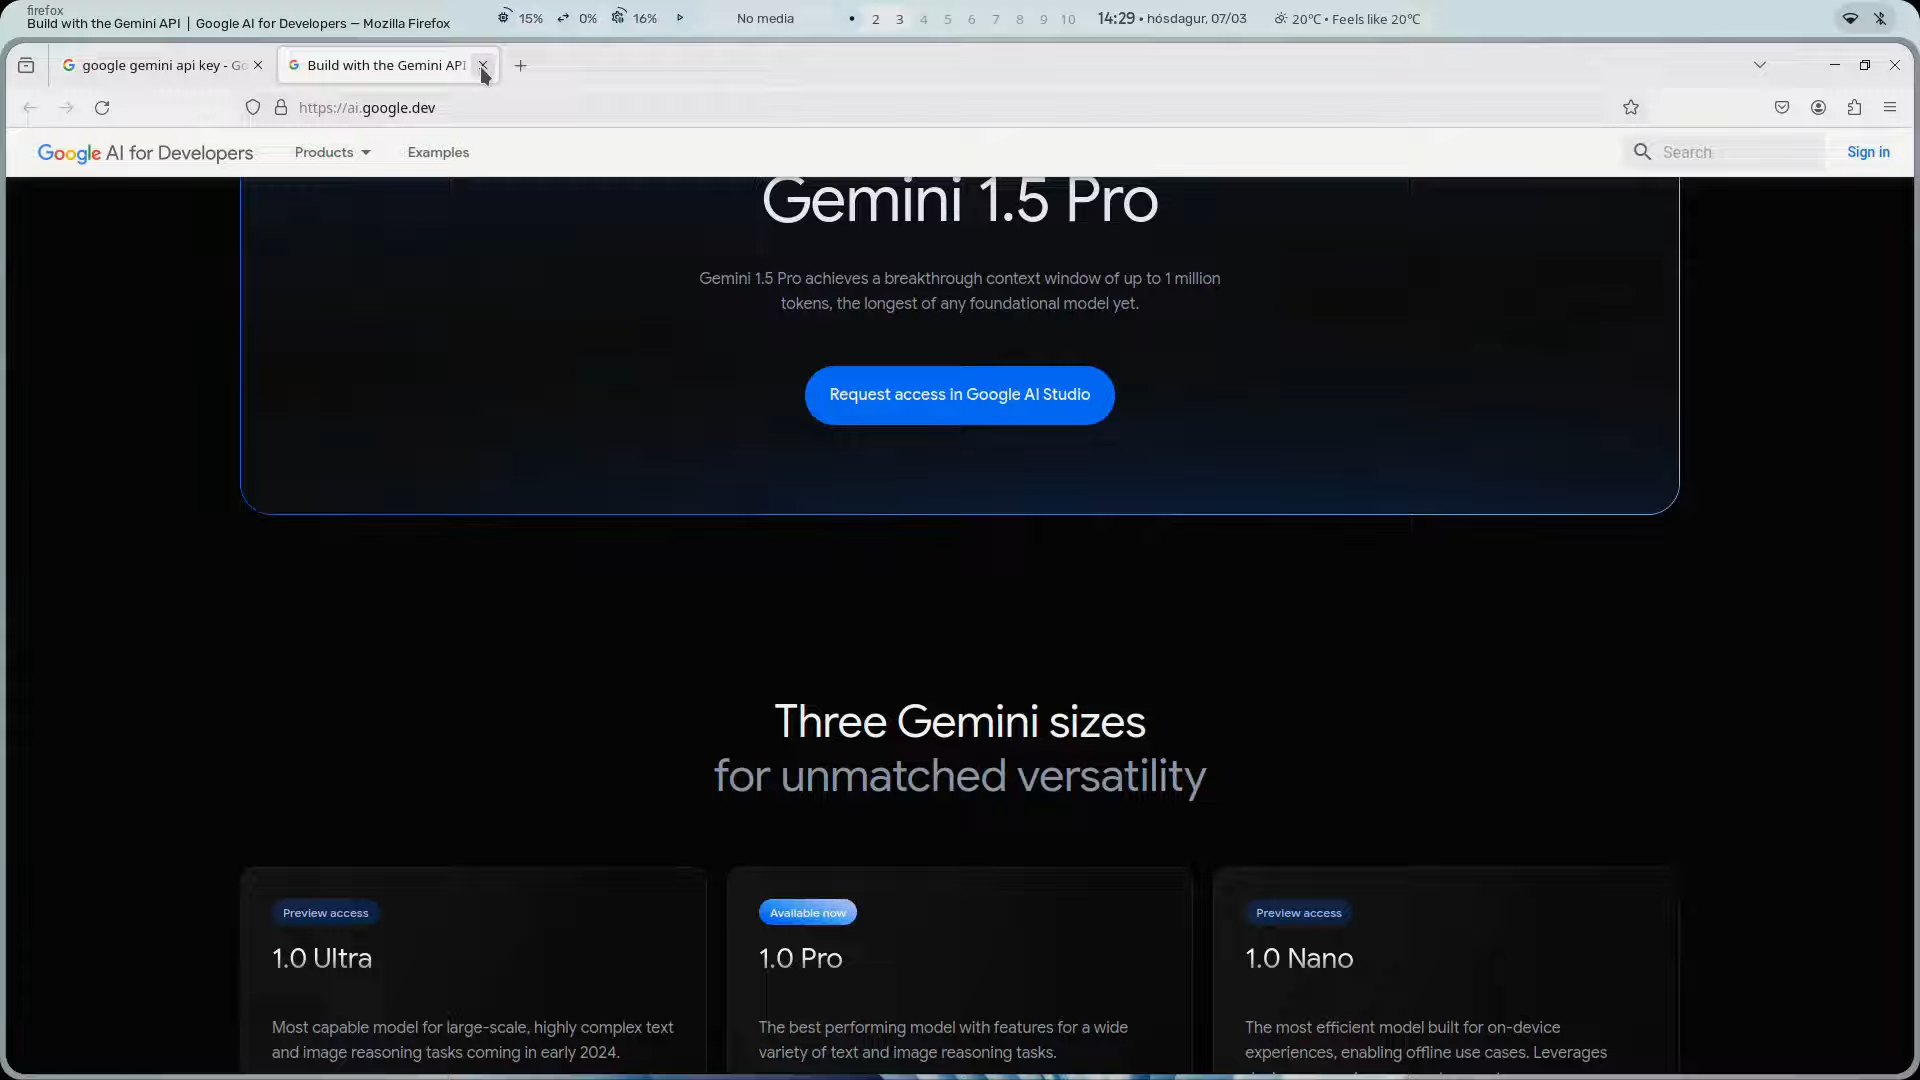 firefox
Build with the Gemini API | Google AI for Developers — Mozilla Firefox
15% 0% 16% No media 2 3 4 5 6 7 8 9 10 14:29 • hósdagur, 07/03 20°C • Feels like 20°C
google gemini api key - Go
Build with the Gemini API
https://ai.google.dev
Google AI for Developers Products Examples Search Sign in
Gemini 1.5 Pro
Gemini 1.5 Pro achieves a breakthrough context window of up to 1 million
tokens, the longest of any foundational model yet.
Request access in Google AI Studio
Three Gemini sizes
for unmatched versatility
Preview access
1.0 Ultra
Most capable model for large-scale, highly complex text
and image reasoning tasks coming in early 2024.
Available now
1.0 Pro
The best performing model with features for a wide
variety of text and image reasoning tasks.
Preview access
1.0 Nano
The most efficient model built for on-device
experiences, enabling offline use cases. Leverages